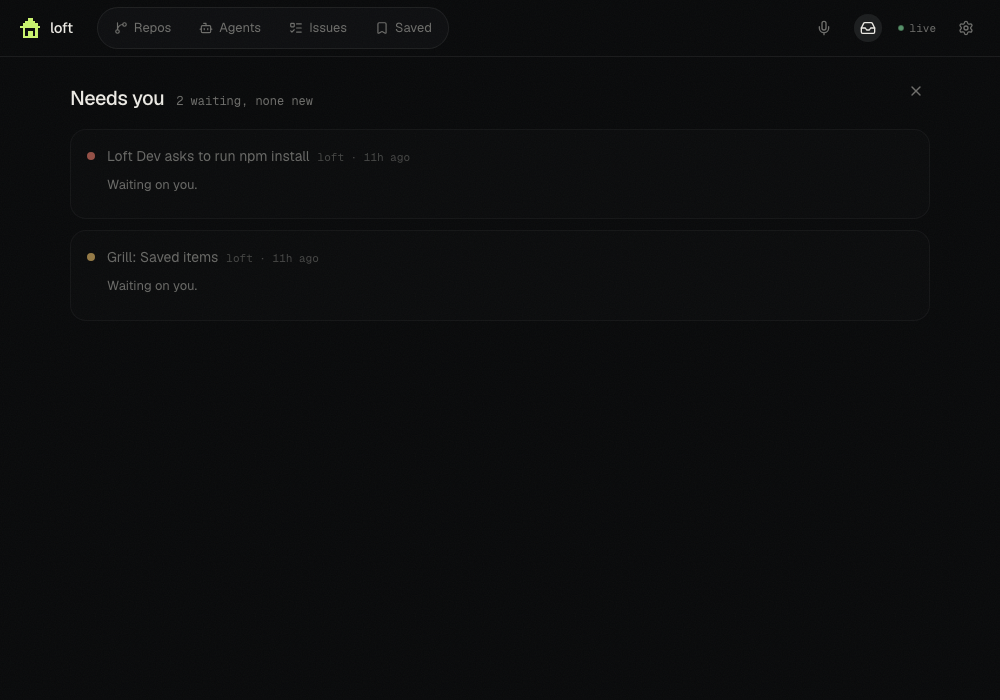 loft Repos Agents Issues Saved live
Needs you 2 waiting, none new
Loft Dev asks to run npm install loft · 11h ago
Waiting on you.
Grill: Saved items loft · 11h ago
Waiting on you.